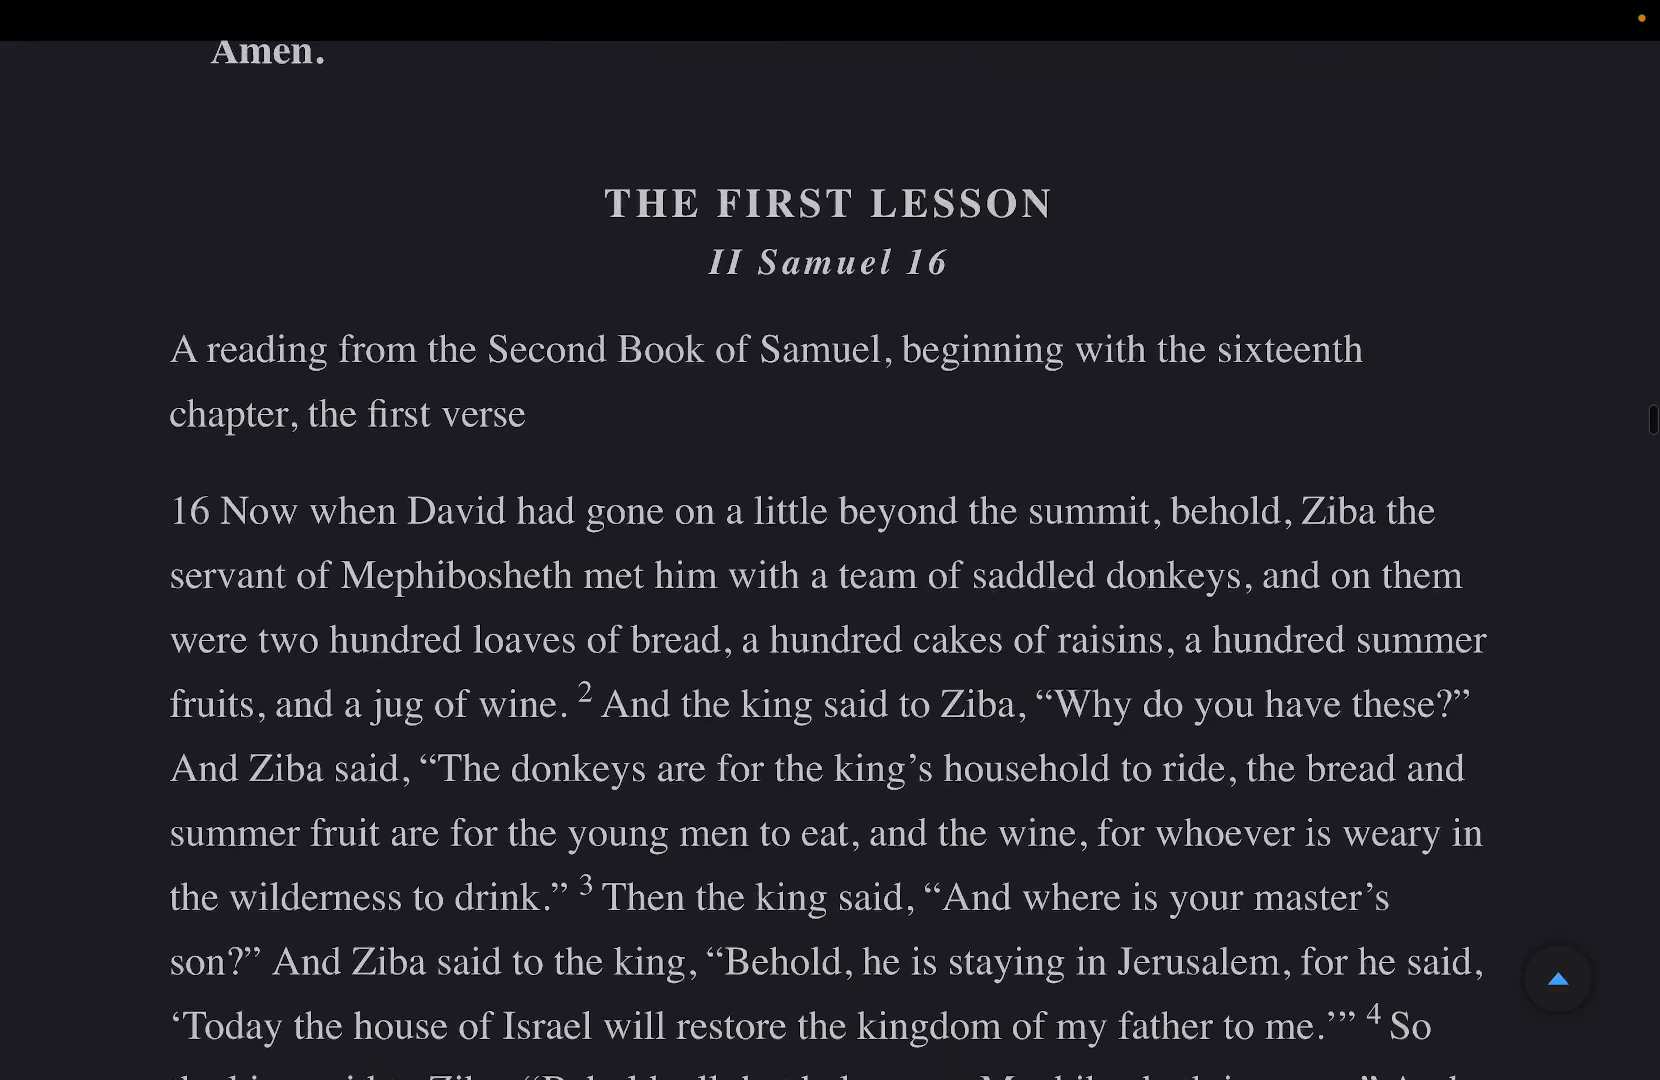 Amen.
THE FIRST LESSON
II Samuel 16
A reading from the Second Book of Samuel, beginning with the sixteenth
chapter, the first verse
16 Now when David had gone on a little beyond the summit, behold, Ziba the
servant of Mephibosheth met him with a team of saddled donkeys, and on them
were two hundred loaves of bread, a hundred cakes of raisins, a hundred summer
fruits, and a jug of wine. 2 And the king said to Ziba, “Why do you have these?”
And Ziba said, “The donkeys are for the king’s household to ride, the bread and
summer fruit are for the young men to eat, and the wine, for whoever is weary in
the wilderness to drink.” 3 Then the king said, “And where is your master’s
son?” And Ziba said to the king, “Behold, he is staying in Jerusalem, for he said,
‘Today the house of Israel will restore the kingdom of my father to me.’” 4 So